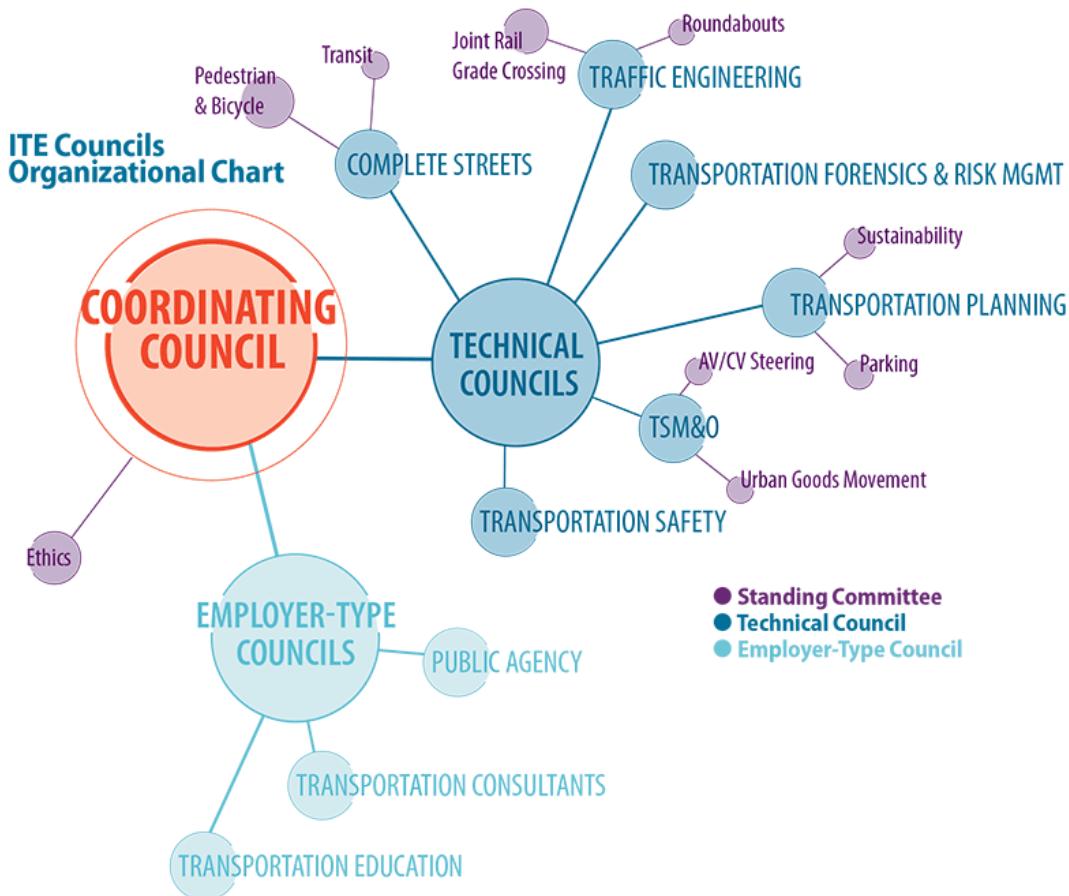 ITE Councils
Organizational Chart
Pedestrian
& Bicycle
Transit
COMPLETE STREETS
Joint Rail
Grade Crossing
Roundabouts
TRAFFIC ENGINEERING
TRANSPORTATION FORENSICS & RISK MGMT
Sustainability
TRANSPORTATION PLANNING
Parking
COORDINATING
COUNCIL
TECHNICAL
COUNCILS
AV/CV Steering
TSM&O
Urban Goods Movement
TRANSPORTATION SAFETY
Ethics
EMPLOYER-TYPE
COUNCILS
PUBLIC AGENCY
TRANSPORTATION CONSULTANTS
TRANSPORTATION EDUCATION
Standing Committee
Technical Council
Employer-Type Council